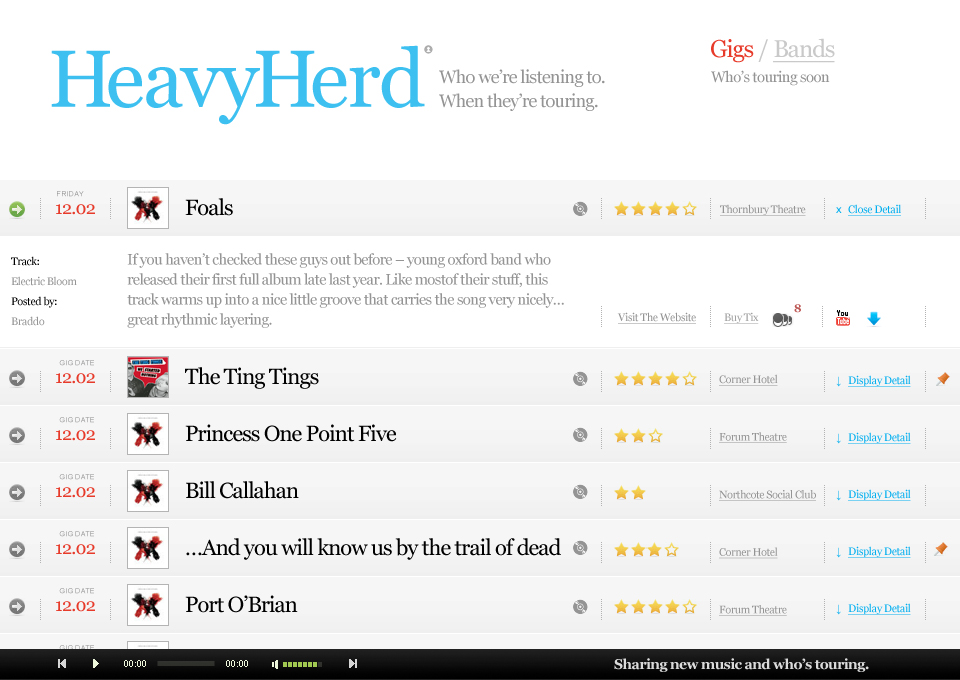 HeavyHerd
Who we're listening to.
When they're touring.
Gigs / Bands
Who's touring soon
FRIDAY
12.02
Foals
Thornbury Theatre
x Close Detail
Track:
Electric Bloom
Posted by:
Braddo
If you haven't checked these guys out before – young oxford band who
released their first full album late last year. Like mostof their stuff, this
track warms up into a nice little groove that carries the song very nicely…
great rhythmic layering.
Visit The Website
Buy Tix
8
You
Tube
GIG DATE
12.02
The Ting Tings
Corner Hotel
↓ Display Detail
GIG DATE
12.02
Princess One Point Five
Forum Theatre
↓ Display Detail
GIG DATE
12.02
Bill Callahan
Northcote Social Club
↓ Display Detail
GIG DATE
12.02
…And you will know us by the trail of dead
Corner Hotel
↓ Display Detail
GIG DATE
12.02
Port O'Brian
Forum Theatre
↓ Display Detail
GIG DATE
00:00
00:00
Sharing new music and who's touring.